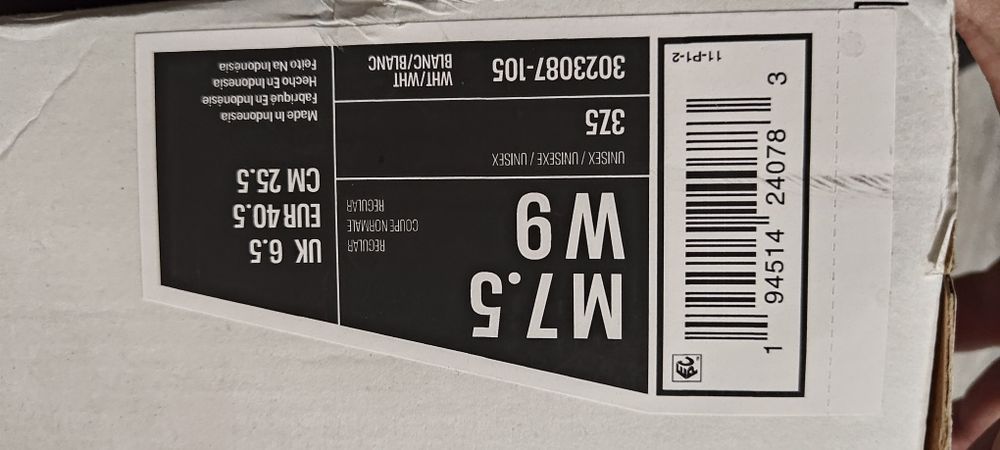 3023087-105
WHT/WHT
BLANC/BLANC
3Z5
UNISEX / UNISEXE / UNISEX
M 7.5
W 9
REGULAR
COUPE NORMALE
REGULAR
UK 6.5
EUR 40.5
CM 25.5
Made In Indonesia
Fabriqué En Indonésie
Hecho En Indonesia
Feito Na Indonésia
11-P1-2
1 94514 24078 3
EPC